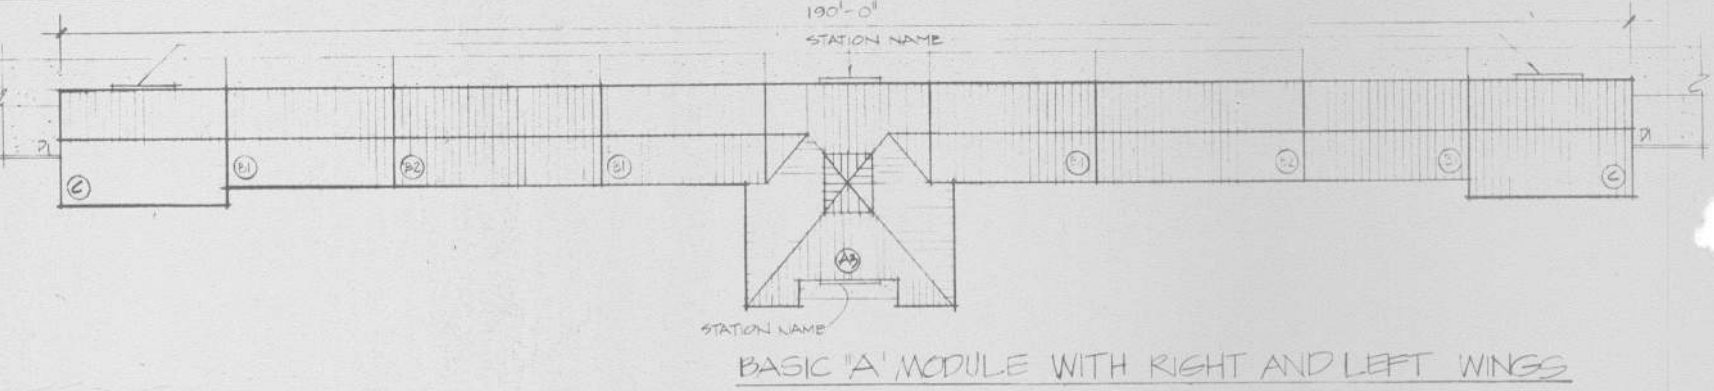 190'-0"
STATION NAME
C
B1
B2
B1
B1
B2
B1
C
A3
STATION NAME
BASIC "A" MODULE WITH RIGHT AND LEFT WINGS